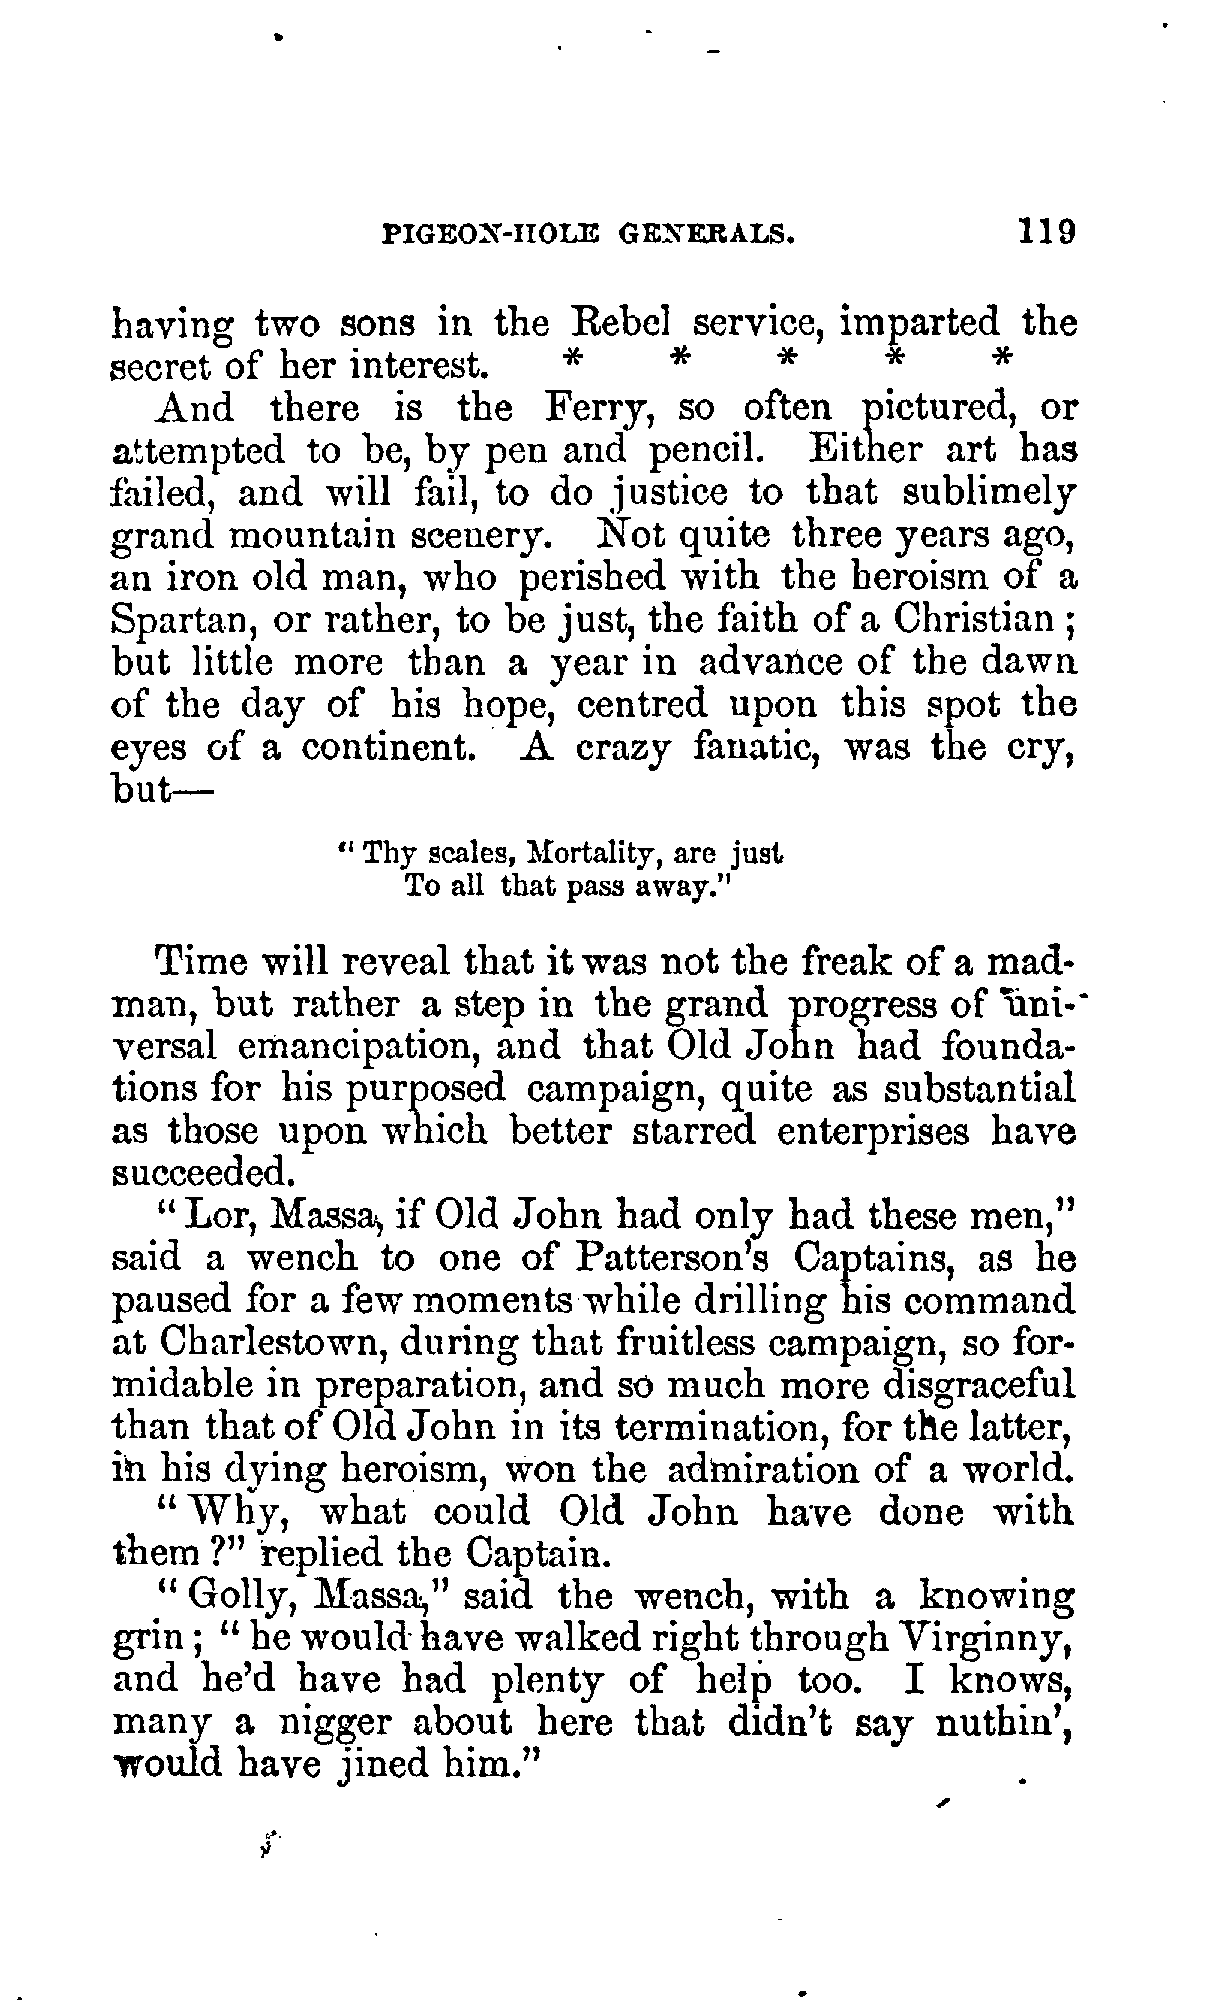 PIGEON-HOLE GENERALS. 119
having two sons in the Rebel service, imparted the
secret of her interest. * * * * *
And there is the Ferry, so often pictured, or
attempted to be, by pen and pencil. Either art has
failed, and will fail, to do justice to that sublimely
grand mountain scenery. Not quite three years ago,
an iron old man, who perished with the heroism of a
Spartan, or rather, to be just, the faith of a Christian ;
but little more than a year in advance of the dawn
of the day of his hope, centred upon this spot the
eyes of a continent. A crazy fanatic, was the cry,
but—
“ Thy scales, Mortality, are just
To all that pass away.”
Time will reveal that it was not the freak of a mad-
man, but rather a step in the grand progress of uni-
versal emancipation, and that Old John had founda-
tions for his purposed campaign, quite as substantial
as those upon which better starred enterprises have
succeeded.
“ Lor, Massa, if Old John had only had these men,”
said a wench to one of Patterson's Captains, as he
paused for a few moments while drilling his command
at Charlestown, during that fruitless campaign, so for-
midable in preparation, and so much more disgraceful
than that of Old John in its termination, for the latter,
in his dying heroism, won the admiration of a world.
“ Why, what could Old John have done with
them ?” replied the Captain.
“ Golly, Massa,” said the wench, with a knowing
grin ; “ he would have walked right through Virginny,
and he'd have had plenty of help too. I knows,
many a nigger about here that didn't say nuthin',
would have jined him.”